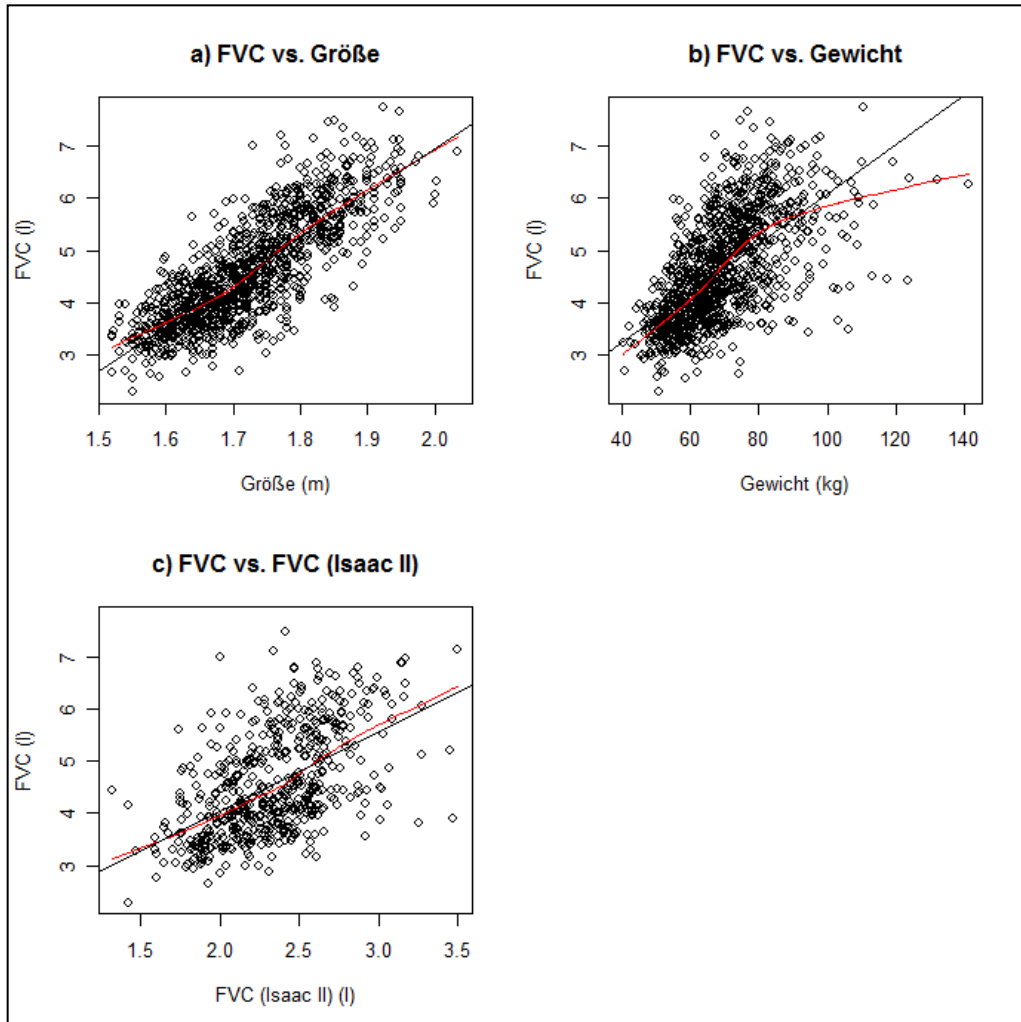 a) FVC vs. Größe
FVC (l)
7
6
5
4
3
1.5 1.6 1.7 1.8 1.9 2.0
Größe (m)
b) FVC vs. Gewicht
FVC (l)
7
6
5
4
3
40 60 80 100 120 140
Gewicht (kg)
c) FVC vs. FVC (Isaac II)
FVC (l)
7
6
5
4
3
1.5 2.0 2.5 3.0 3.5
FVC (Isaac II) (l)